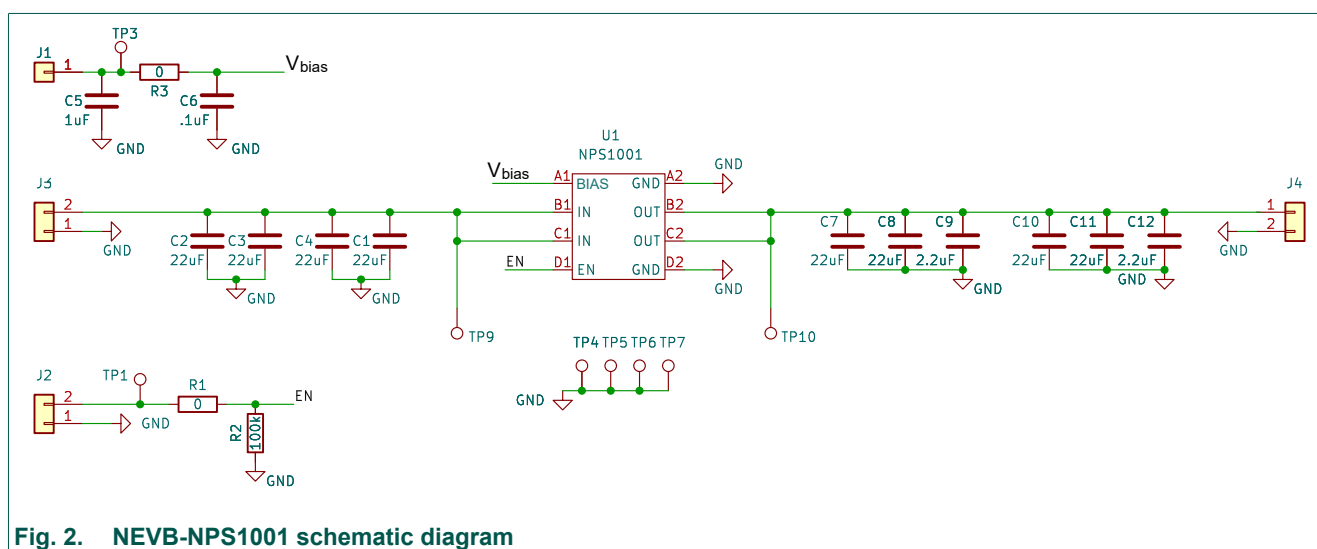 TP3
J1
1
Vbias
0
R3
C5
1uF
C6
.1uF
GND
GND
U1
NPS1001
Vbias
A1
BIAS
GND
A2
GND
J3
2
1
GND
B1
IN
OUT
B2
C1
IN
OUT
C2
EN
D1
EN
GND
D2
GND
C2
22uF
C3
22uF
C4
22uF
C1
22uF
GND
GND
C7
22uF
C8
22uF
C9
2.2uF
GND
C10
22uF
C11
22uF
C12
2.2uF
GND
J4
1
2
GND
TP9
TP10
TP4
TP5
TP6
TP7
GND
J2
2
1
TP1
GND
R1
0
EN
R2
100k
GND
Fig. 2. NEVB-NPS1001 schematic diagram